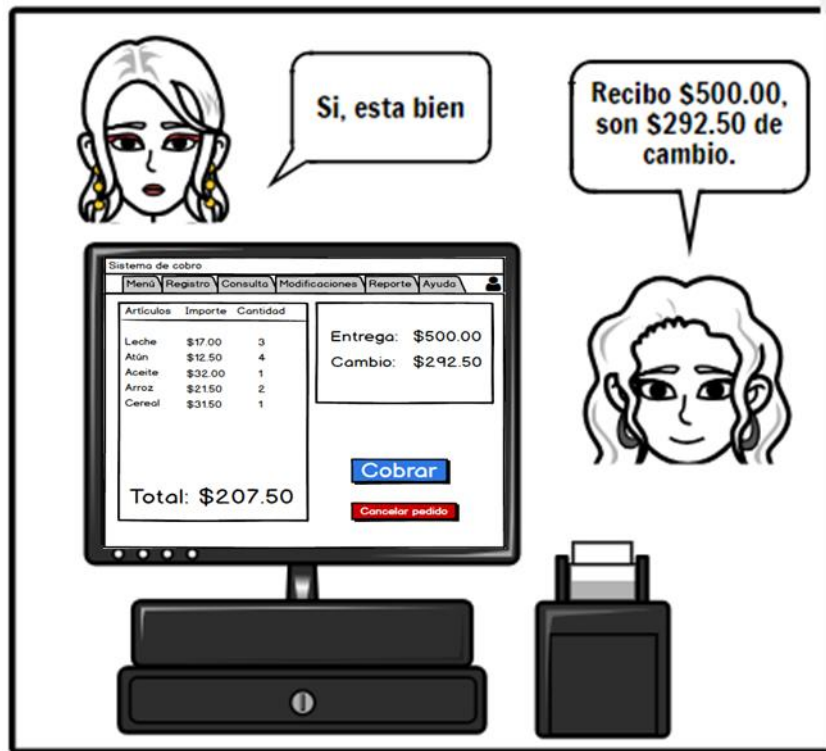 Si, esta bien
Recibo $500.00,
son $292.50 de
cambio.
Sistema de cobro
Menú Registro Consulta Modificaciones Reporte Ayuda
Artículos Importe Cantidad
Leche $17.00 3
Atún $12.50 4
Aceite $32.00 1
Arroz $21.50 2
Cereal $31.50 1
Total: $207.50
Entrega: $500.00
Cambio: $292.50
Cobrar
Cancelar pedido